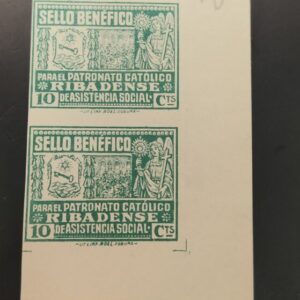 SELLO BENÉFICO
PARA EL PATRONATO CATÓLICO
RIBADENSE
10 DE ASISTENCIA SOCIAL· CTS
SELLO BENÉFICO
PARA EL PATRONATO CATÓLICO
RIBADENSE
10 DE ASISTENCIA SOCIAL· CTS